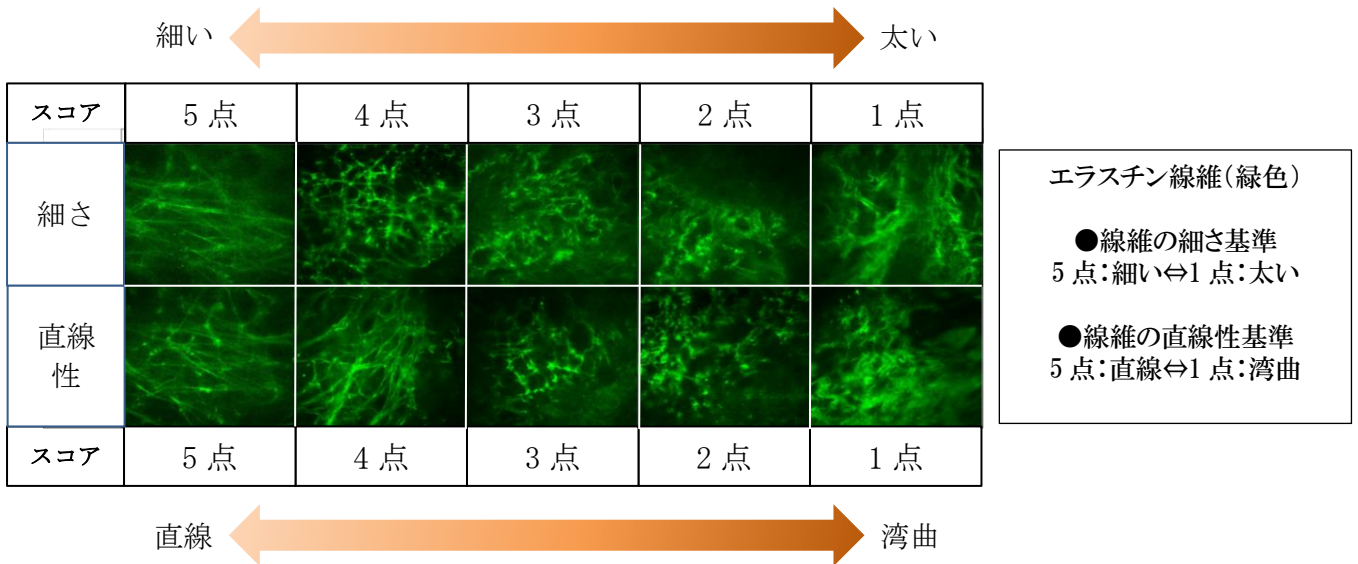 細い 太い
スコア 5点 4点 3点 2点 1点
細さ
直線
性
スコア 5点 4点 3点 2点 1点
直線 湾曲
エラスチン線維(緑色)
●線維の細さ基準
5点:細い⇔1点:太い
●線維の直線性基準
5点:直線⇔1点:湾曲